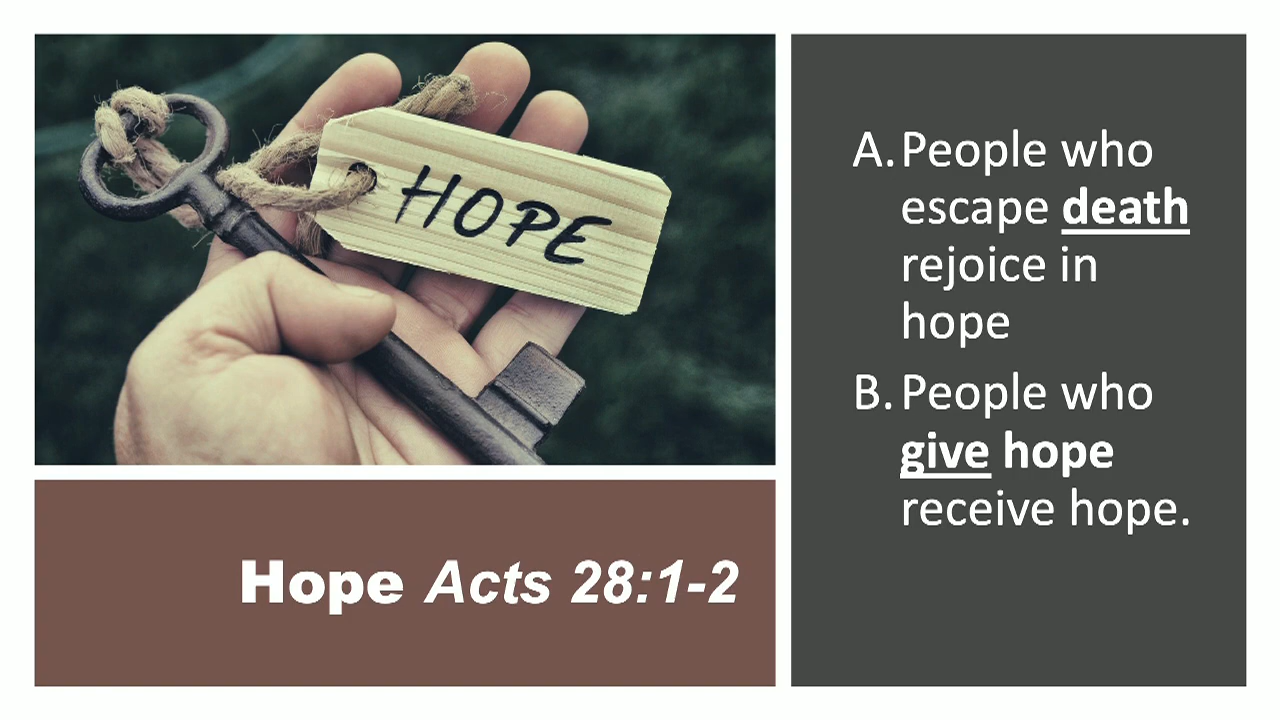 HOPE
Hope Acts 28:1-2
A. People who
escape death
rejoice in
hope
B. People who
give hope
receive hope.